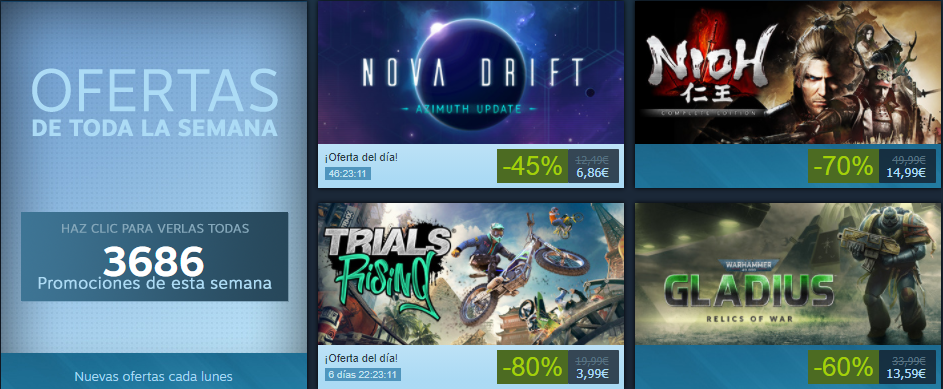 OFERTAS
DE TODA LA SEMANA
HAZ CLIC PARA VERLAS TODAS
3686
Promociones de esta semana
Nuevas ofertas cada lunes
NOVA DRIFT
AZIMUTH UPDATE
¡Oferta del día!
46:23:11
-45%
12,49€
6,86€
NIOH
仁王
COMPLETE EDITION
-70%
49,99€
14,99€
TRIALS
RISING
¡Oferta del día!
6 días 22:23:11
-80%
19,99€
3,99€
WARHAMMER
40,000
GLADIUS
RELICS OF WAR
-60%
33,99€
13,59€